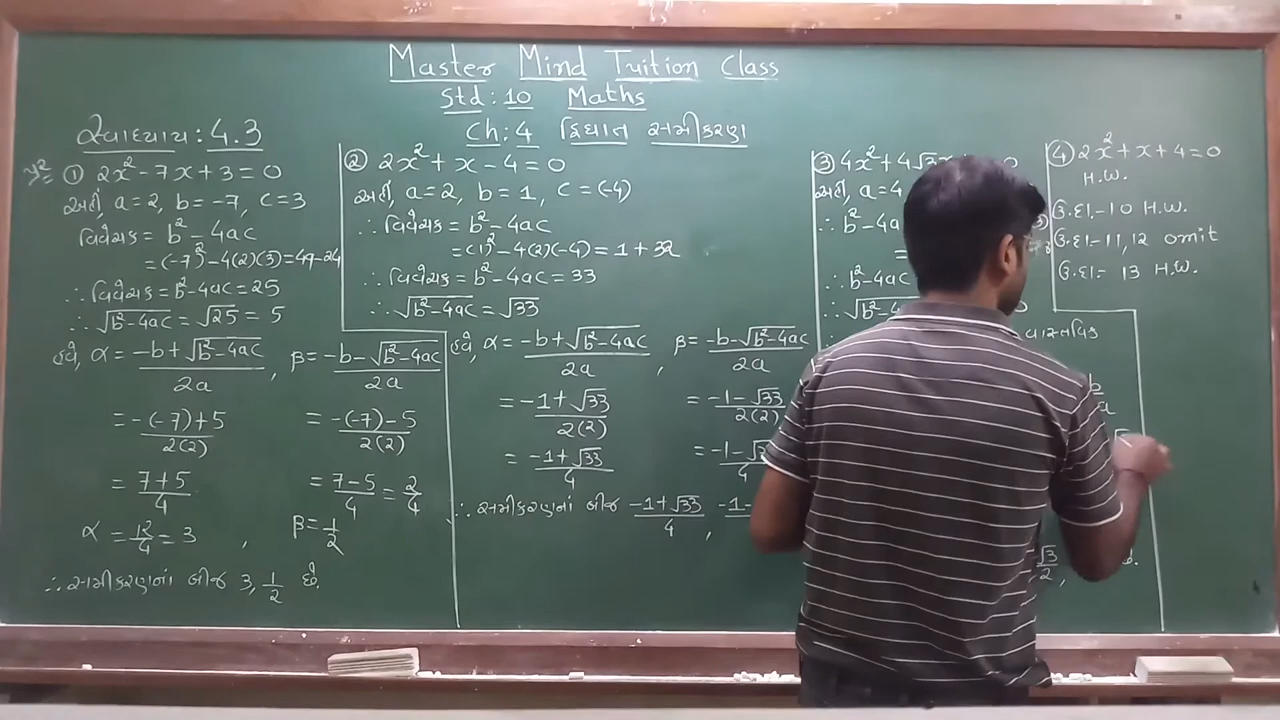 Master Mind Tuition Class
Std: 10 Maths
Ch: 4 દ્વિઘાત સમીકરણ
સ્વાધ્યાય: 4.3
① 2x² - 7x + 3 = 0
અહીં, a = 2, b = -7, c = 3
વિવેચક = b² - 4ac
= (-7)² - 4(2)(3) = 49 - 24
∴ વિવેચક = b² - 4ac = 25
∴ √b² - 4ac = √25 = 5
હવે, α = -b + √b² - 4ac / 2a , β = -b - √b² - 4ac / 2a
= -(-7) + 5 / 2(2) = -(-7) - 5 / 2(2)
= 7 + 5 / 4 = 7 - 5 / 4 = 2/4
α = 12/4 = 3 , β = 1/2
∴ સમીકરણનાં બીજ 3, 1/2 છે.
② 2x² + x - 4 = 0
અહીં, a = 2, b = 1, c = (-4)
∴ વિવેચક = b² - 4ac
= (1)² - 4(2)(-4) = 1 + 32
∴ વિવેચક = b² - 4ac = 33
∴ √b² - 4ac = √33
હવે, α = -b + √b² - 4ac / 2a , β = -b - √b² - 4ac / 2a
= -1 + √33 / 2(2) = -1 - √33 / 2(2)
= -1 + √33 / 4 = -1 - √3 / 4
∴ સમીકરણનાં બીજ -1 + √33 / 4 , -1 -
③ 4x² + 4√3x 0
અહીં, a = 4
∴ b² - 4a
=
∴ b² - 4ac
∴ √b² - 4
વાસ્તવિક
√3/2 , છે.
④ 2x² + x + 4 = 0
H.W.
ઉ.દા.-10 H.W.
ઉ.દા.-11, 12 omit
ઉ.દા.- 13 H.W.